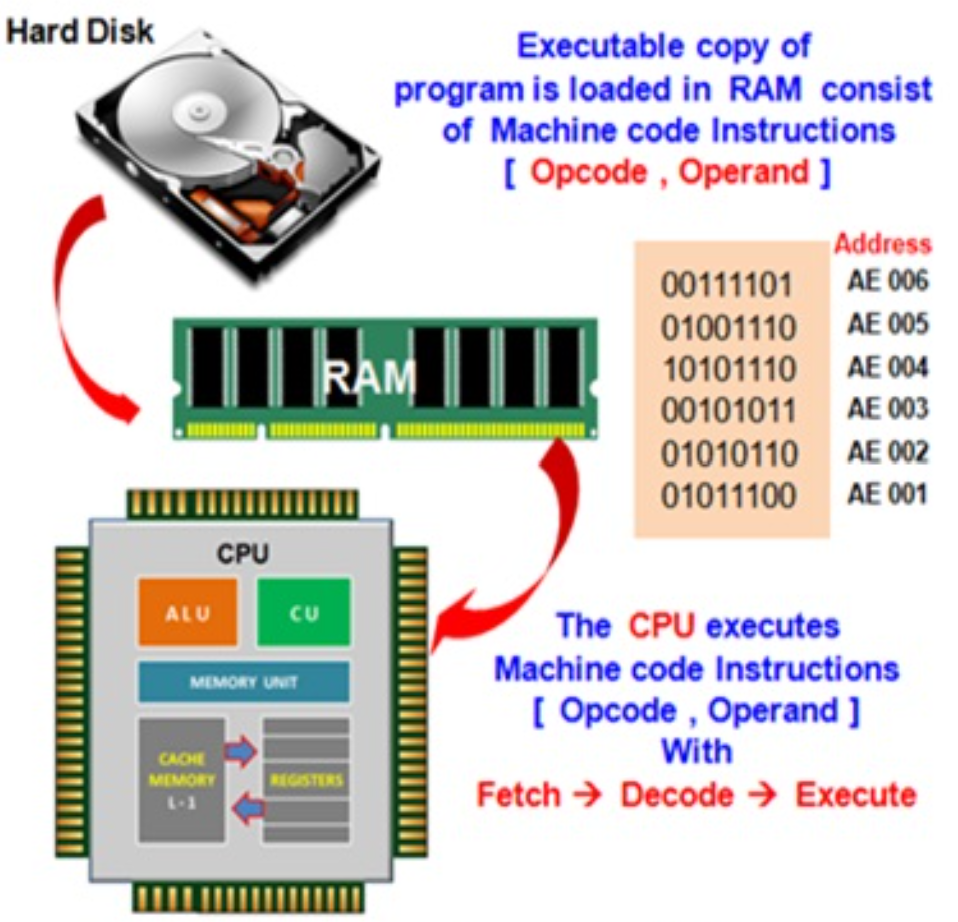 Hard Disk
Executable copy of
program is loaded in RAM consist
of Machine code Instructions
[ Opcode , Operand ]
Address
00111101 AE 006
01001110 AE 005
10101110 AE 004
00101011 AE 003
01010110 AE 002
01011100 AE 001
RAM
CPU
ALU CU
MEMORY UNIT
CACHE
MEMORY
L - 1
REGISTERS
The CPU executes
Machine code Instructions
[ Opcode , Operand ]
With
Fetch → Decode → Execute